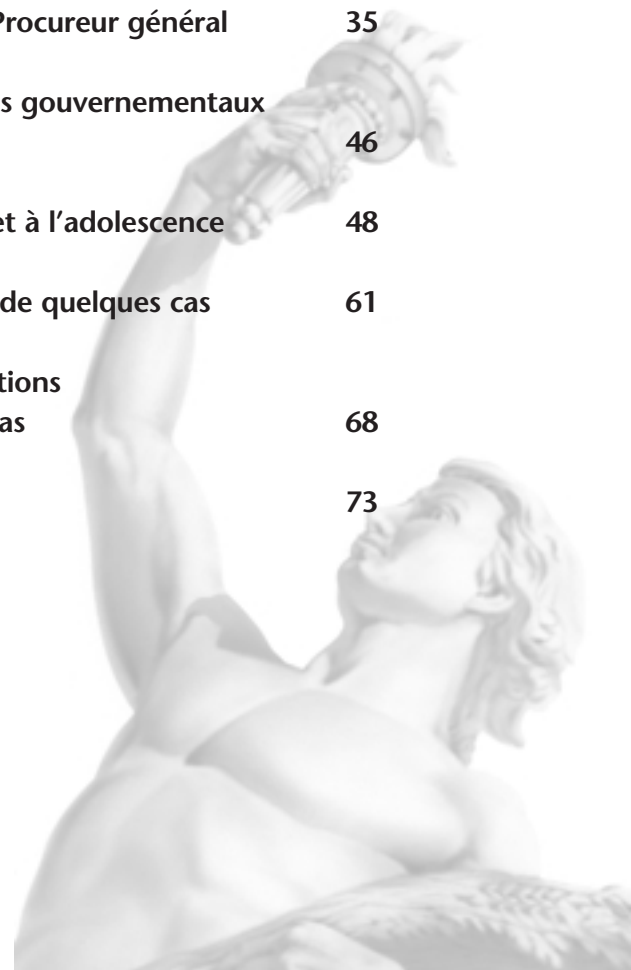 Procureur général 35
s gouvernementaux
46
et à l’adolescence 48
de quelques cas 61
tions
as 68
73